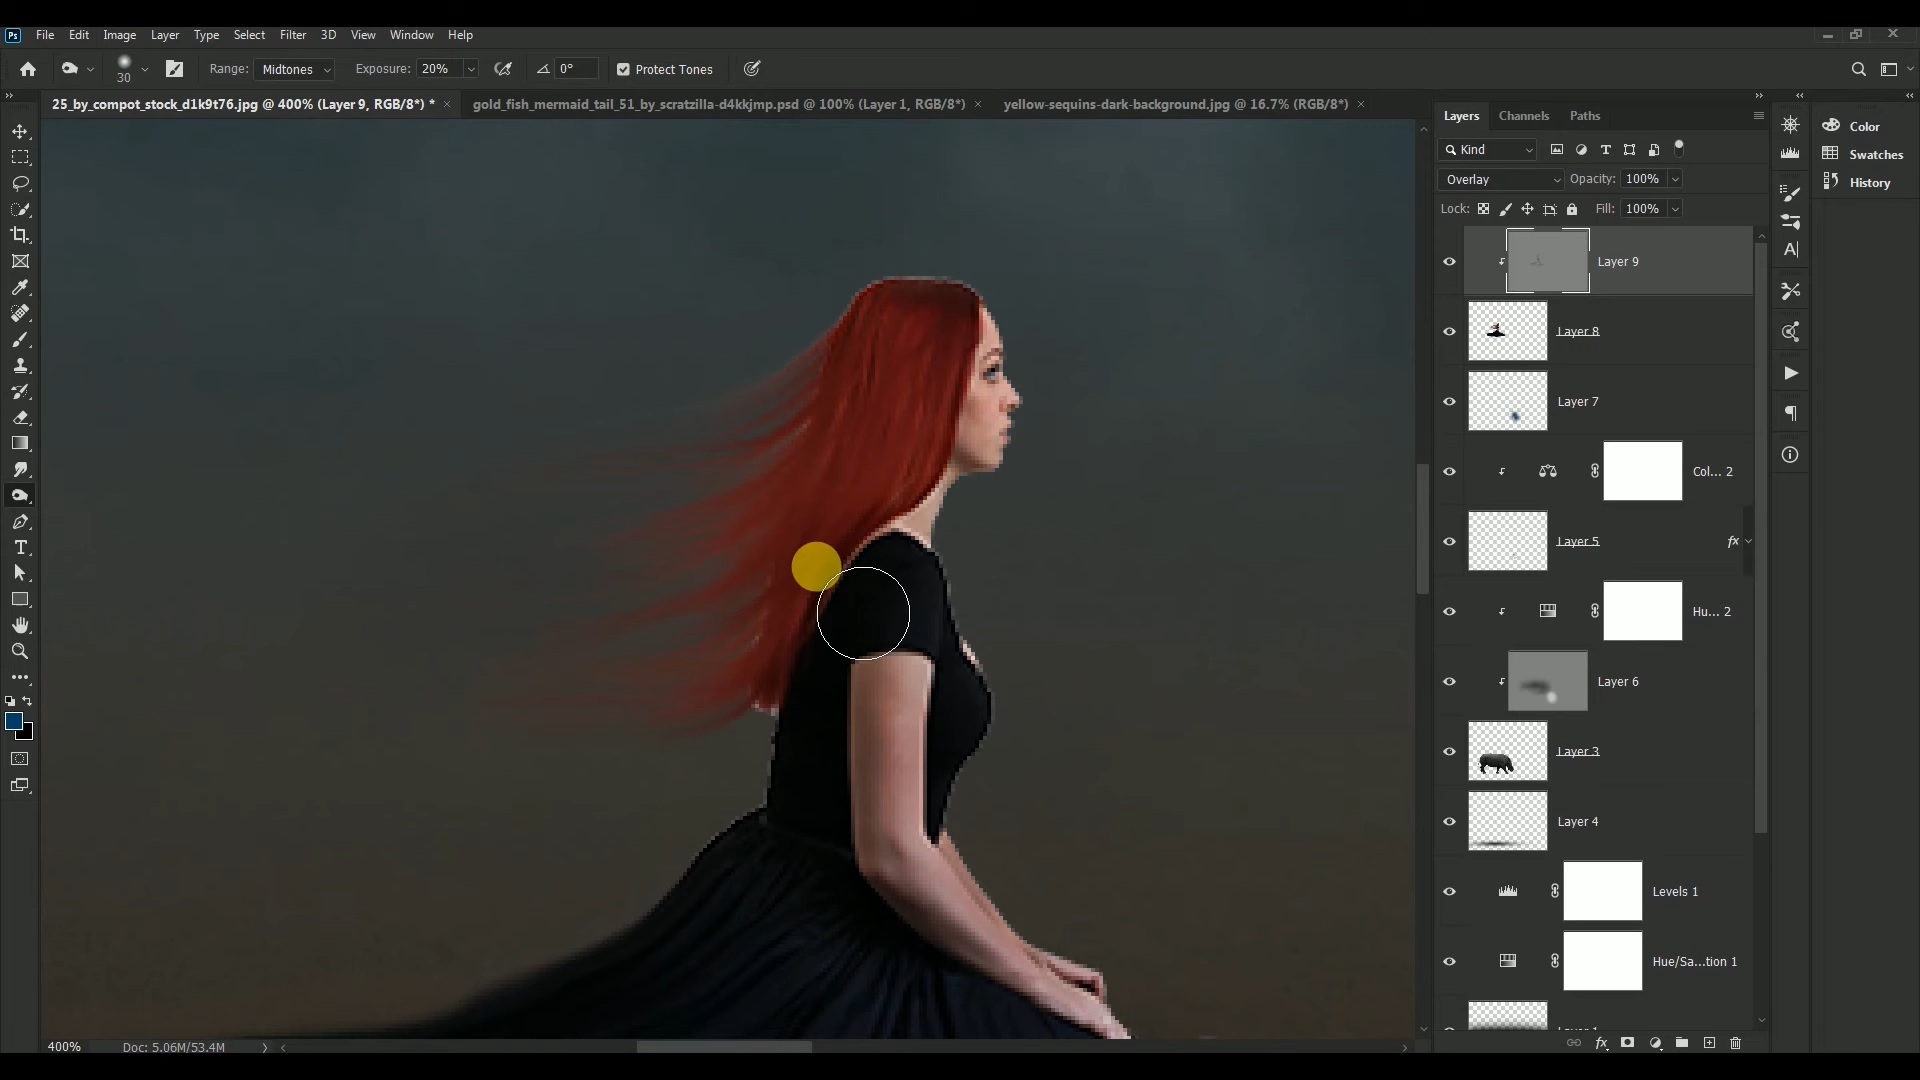 Ps File Edit Image Layer Type Select Filter 3D View Window Help
30 Range: Midtones Exposure: 20% 0° Protect Tones
25_by_compot_stock_d1k9t76.jpg @ 400% (Layer 9, RGB/8*) * × gold_fish_mermaid_tail_51_by_scratzilla-d4kkjmp.psd @ 100% (Layer 1, RGB/8*) × yellow-sequins-dark-background.jpg @ 16.7% (RGB/8*) ×
Layers Channels Paths
Kind
Overlay Opacity: 100%
Lock: Fill: 100%
Layer 9
Layer 8
Layer 7
Col... 2
Layer 5 fx
Hu... 2
Layer 6
Layer 3
Layer 4
Levels 1
Hue/Sa...tion 1
Color
Swatches
History
400% Doc: 5.06M/53.4M
fx